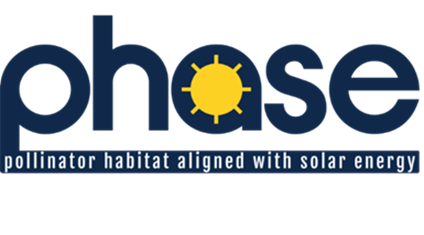 phase
pollinator habitat aligned with solar energy